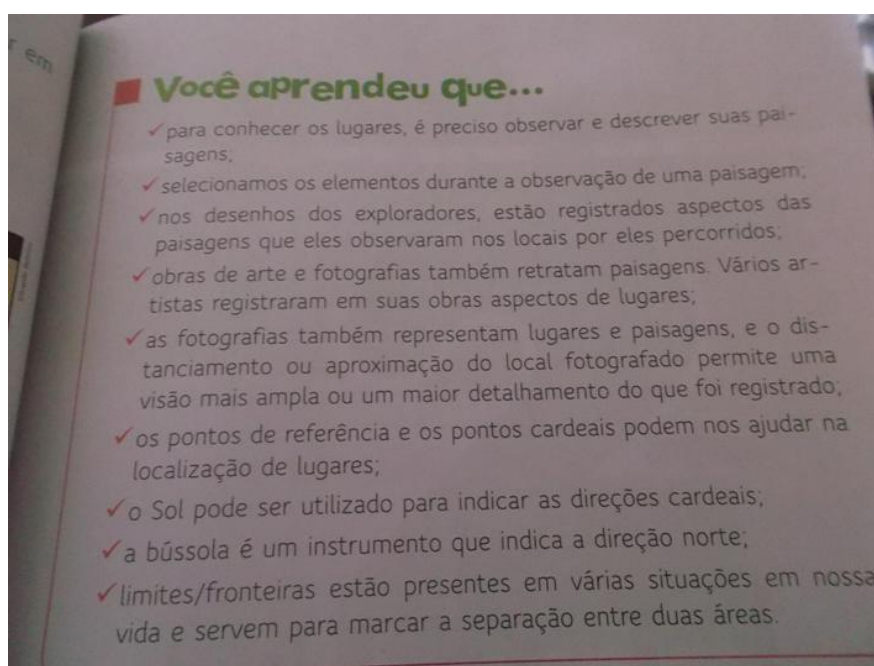 em
Você aprendeu que...
✓para conhecer os lugares, é preciso observar e descrever suas pai-
sagens;
✓selecionamos os elementos durante a observação de uma paisagem;
✓nos desenhos dos exploradores, estão registrados aspectos das
paisagens que eles observaram nos locais por eles percorridos;
✓obras de arte e fotografias também retratam paisagens. Vários ar-
tistas registraram em suas obras aspectos de lugares;
✓as fotografias também representam lugares e paisagens, e o dis-
tanciamento ou aproximação do local fotografado permite uma
visão mais ampla ou um maior detalhamento do que foi registrado;
✓os pontos de referência e os pontos cardeais podem nos ajudar na
localização de lugares;
✓o Sol pode ser utilizado para indicar as direções cardeais;
✓a bússola é um instrumento que indica a direção norte;
✓limites/fronteiras estão presentes em várias situações em nossa
vida e servem para marcar a separação entre duas áreas.